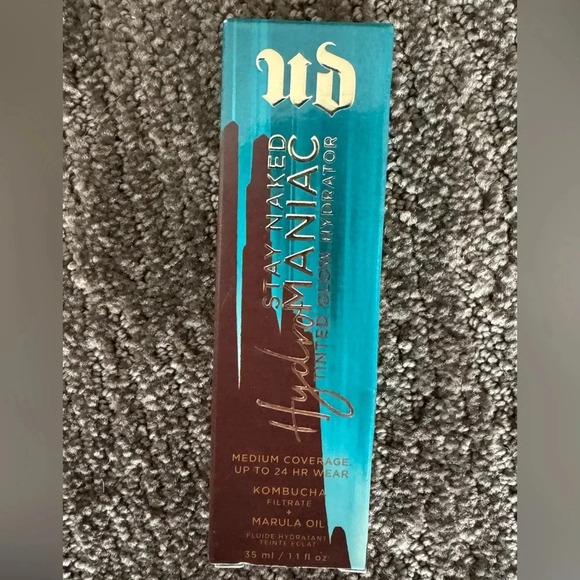 UD
STAY NAKED
HydroMANIAC
TINTED GLOW HYDRATOR
MEDIUM COVERAGE,
UP TO 24 HR WEAR
KOMBUCHA
FILTRATE
+
MARULA OIL
FLUIDE HYDRATANT
TEINTÉ ÉCLAT
35 ml / 1.1 fl oz